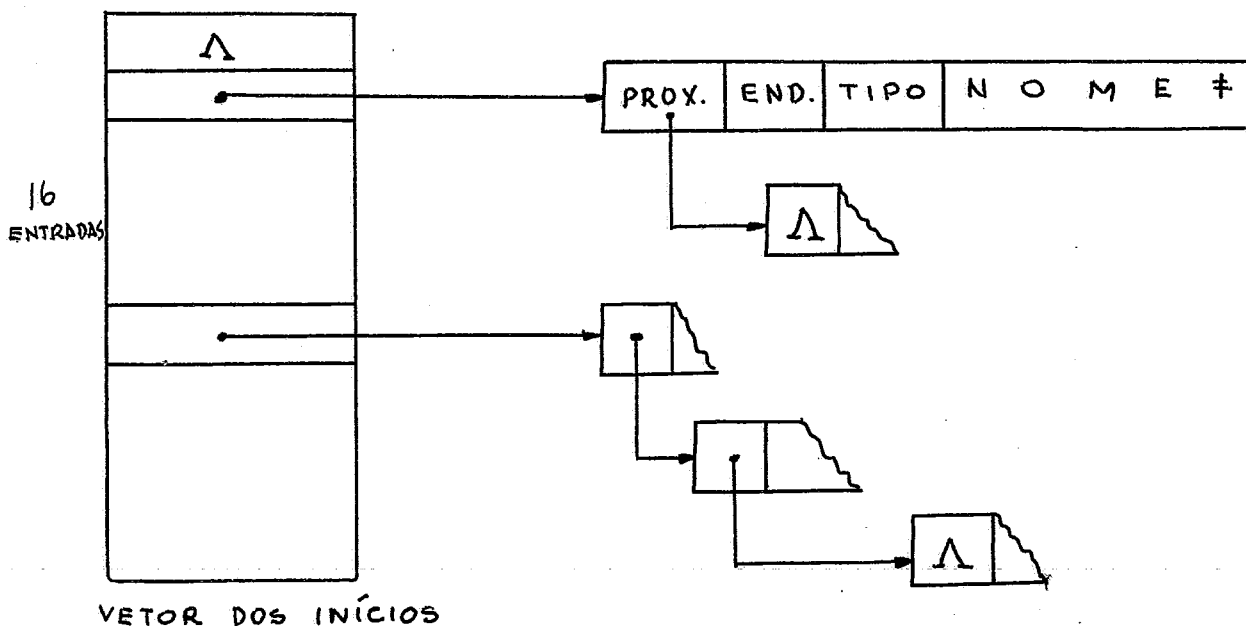 Λ
PROX. END. TIPO N O M E ‡
16
ENTRADAS
Λ
Λ
VETOR DOS INÍCIOS